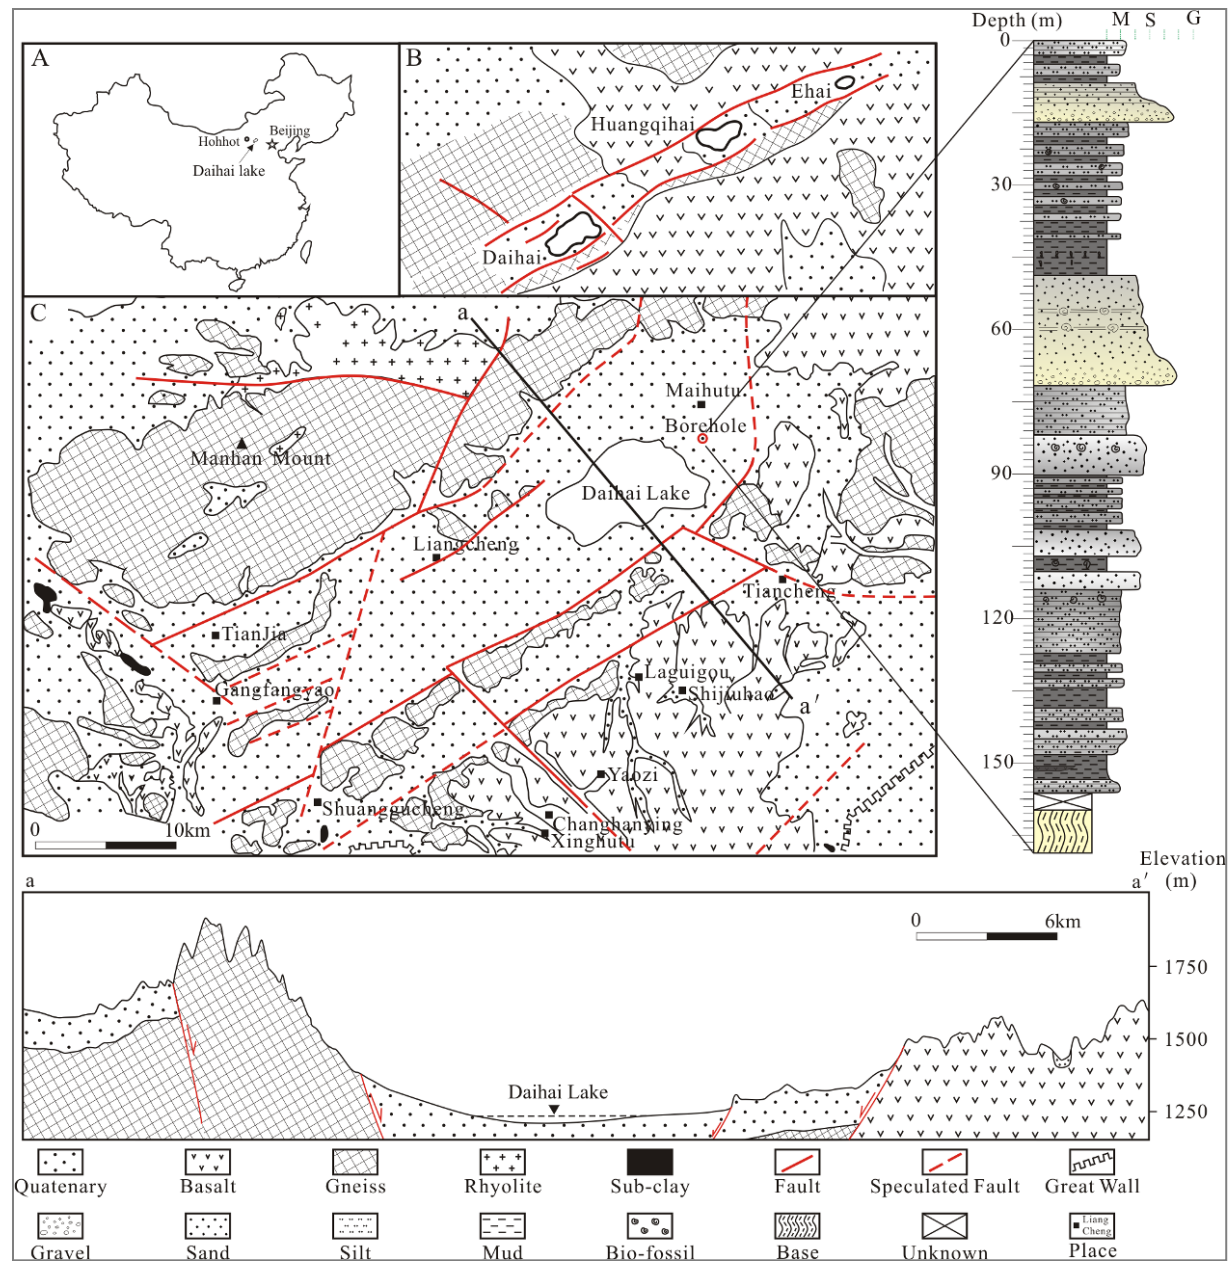 Depth (m) M S G
0
30
60
90
120
150
A
Hohhot
Beijing
Daihai lake
B
Ehai
Huangqihai
Daihai
C
a
Maihutu
Borehole
Manhan Mount
Daihai Lake
Liangcheng
Tiancheng
TianJia
Laguigou
Gangfangyao
Shijiuhao
a'
Yaozi
Shuanggucheng
Changhanying
Xinghutu
0 10km
Elevation
(m)
a a'
0 6km
1750
1500
1250
Daihai Lake
Quatenary Basalt Gneiss Rhyolite Sub-clay Fault Speculated Fault Great Wall
Liang
Cheng
Gravel Sand Silt Mud Bio-fossil Base Unknown Place